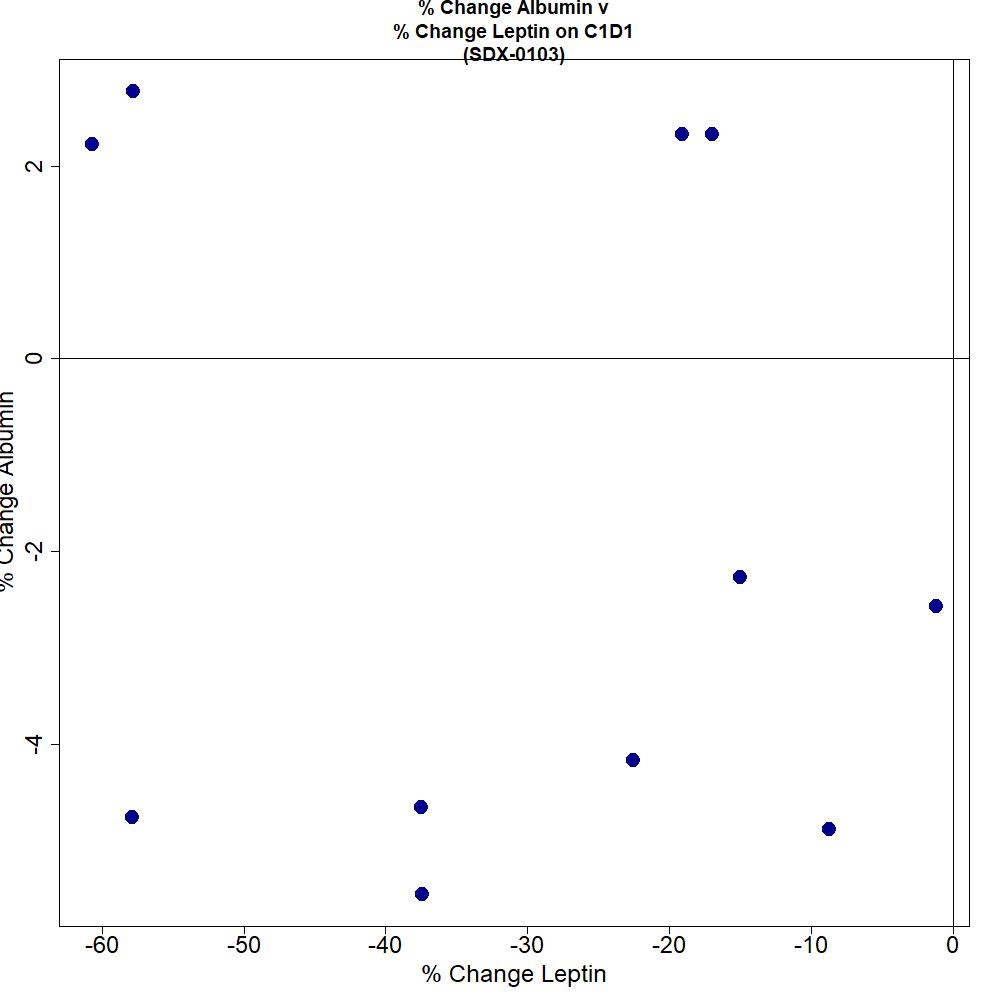 % Change Albumin v
% Change Leptin on C1D1
(SDX-0103)
% Change Albumin
2
0
-2
-4
-60 -50 -40 -30 -20 -10 0
% Change Leptin